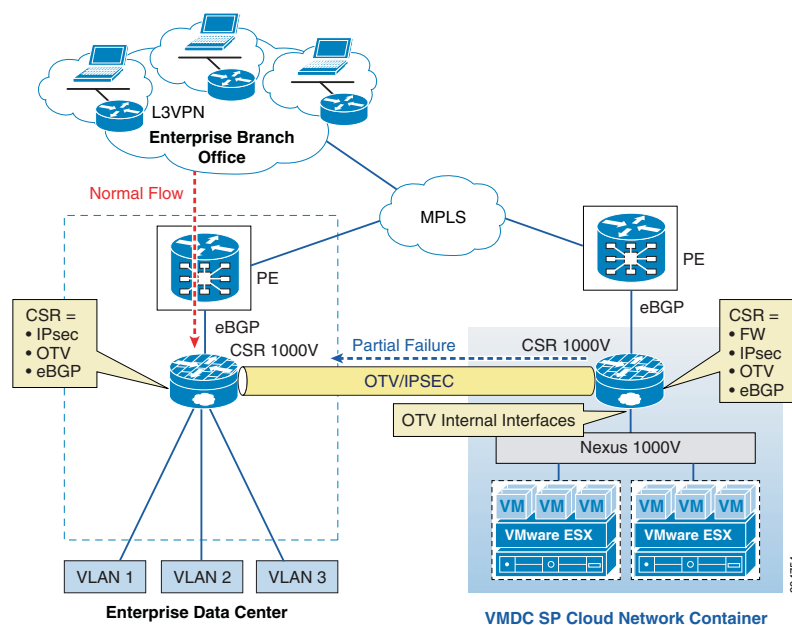 L3VPN
Enterprise Branch
Office
Normal Flow
MPLS
PE
PE
eBGP
eBGP
CSR =
• IPsec
• OTV
• eBGP
CSR 1000V
Partial Failure
CSR 1000V
CSR =
• FW
• IPsec
• OTV
• eBGP
OTV/IPSEC
OTV Internal Interfaces
Nexus 1000V
VM VM VM
VM VM VM
VMware ESX
VMware ESX
VLAN 1
VLAN 2
VLAN 3
Enterprise Data Center
VMDC SP Cloud Network Container